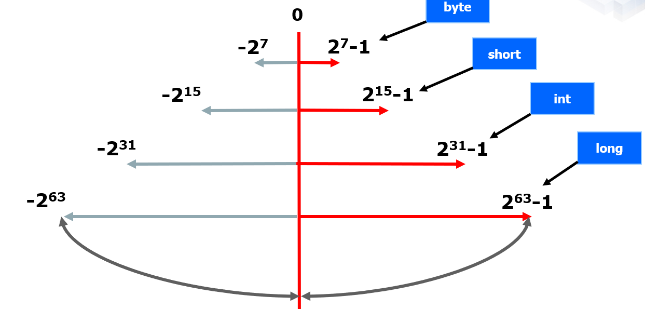 byte
0
-2⁷ 2⁷-1
short
-2¹⁵ 2¹⁵-1
int
-2³¹ 2³¹-1
long
-2⁶³ 2⁶³-1